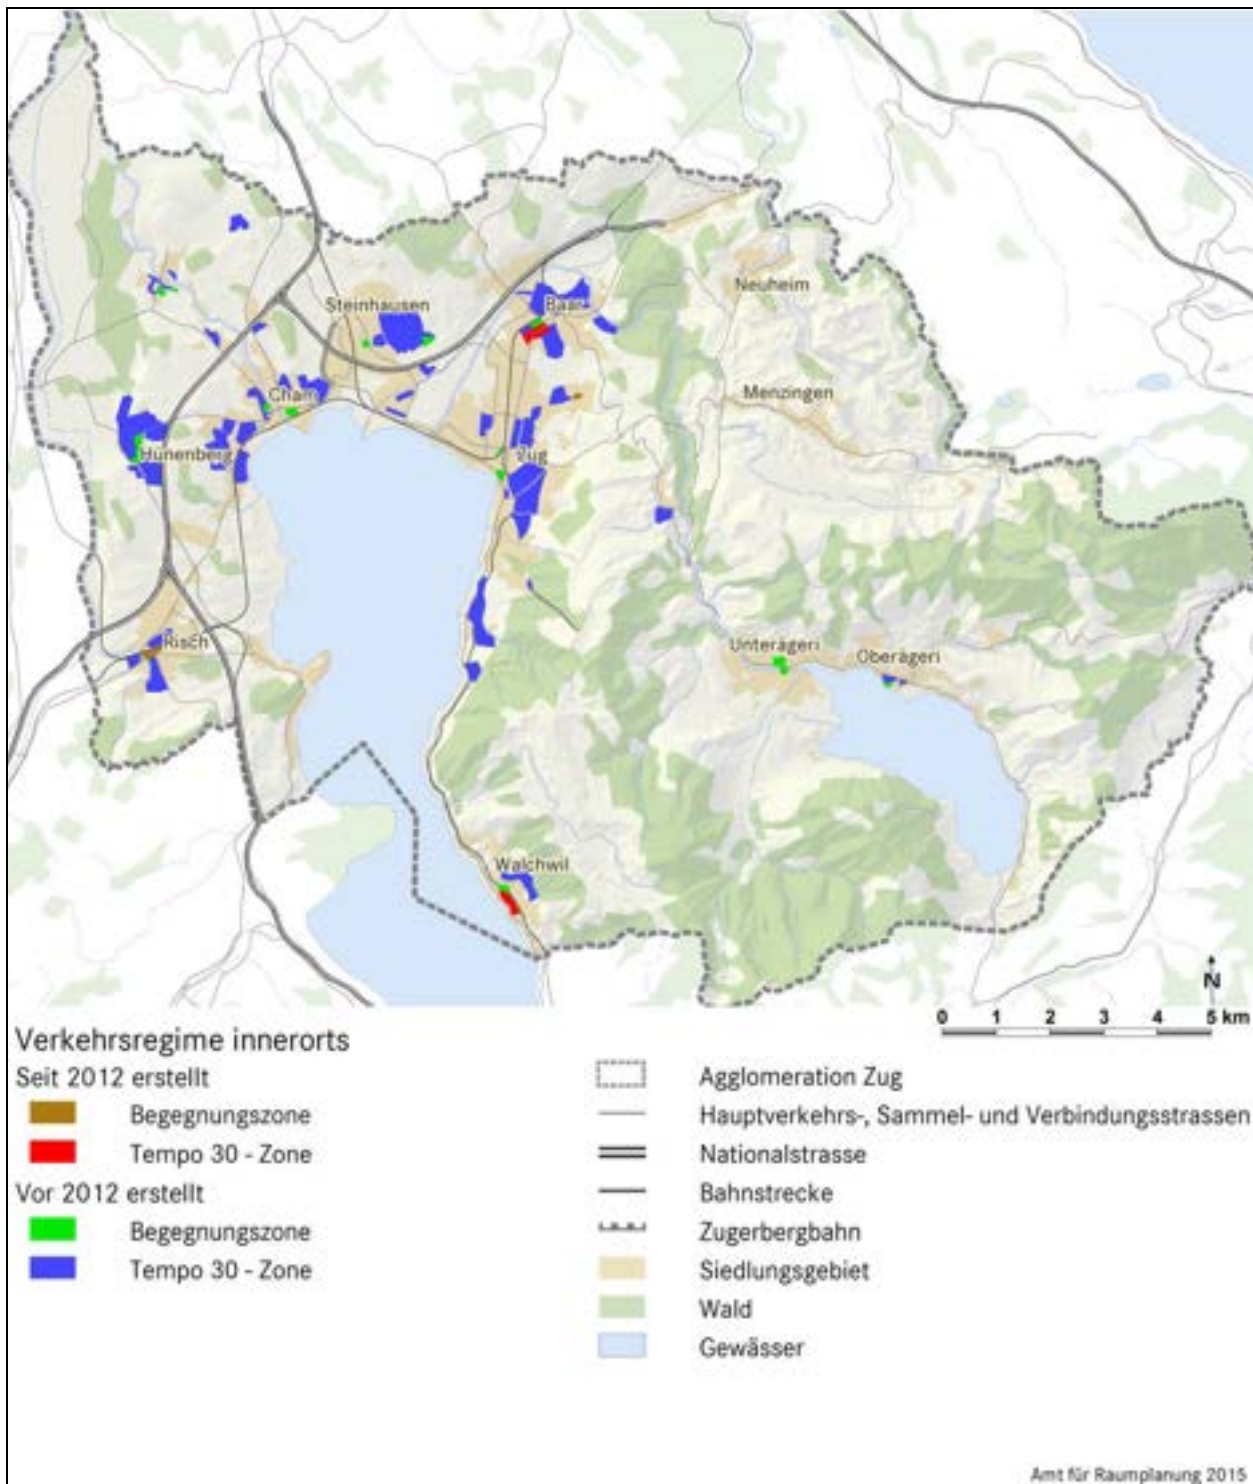 Steinhausen
Baar
Neuheim
Cham
Menzingen
Hünenberg
Zug
Risch
Unterägeri
Oberägeri
Walchwil
N
0 1 2 3 4 5 km
Verkehrsregime innerorts
Seit 2012 erstellt
Begegnungszone
Tempo 30 - Zone
Vor 2012 erstellt
Begegnungszone
Tempo 30 - Zone
Agglomeration Zug
Hauptverkehrs-, Sammel- und Verbindungsstrassen
Nationalstrasse
Bahnstrecke
Zugerbergbahn
Siedlungsgebiet
Wald
Gewässer
Amt für Raumplanung 2015